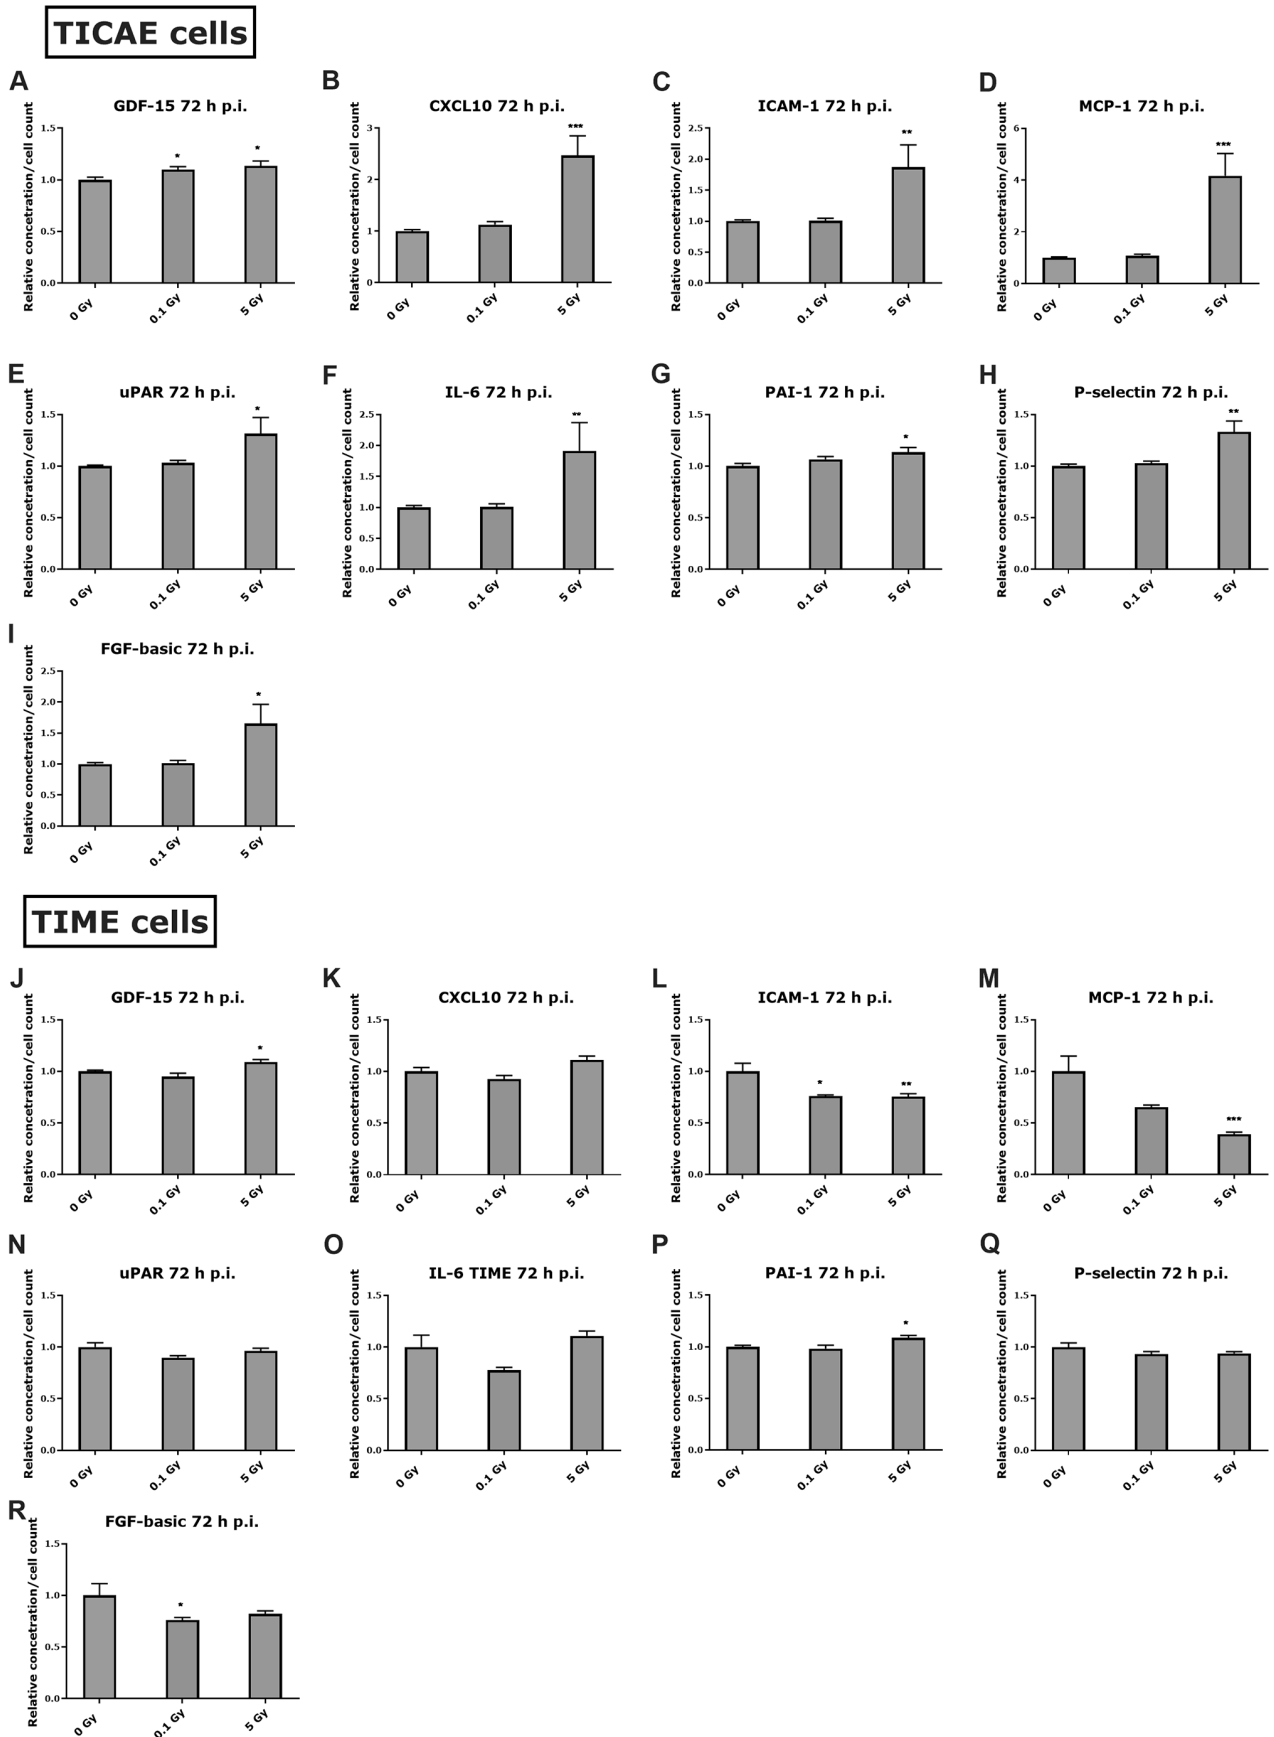 TICAE cells
A
GDF-15 72 h p.i.
Relative concetration/cell count
1.5
1.0
0.5
0.0
*
*
0 Gy
0.1 Gy
5 Gy
B
CXCL10 72 h p.i.
Relative concetration/cell count
3
2
1
0
***
0 Gy
0.1 Gy
5 Gy
C
ICAM-1 72 h p.i.
Relative concetration/cell count
2.5
2.0
1.5
1.0
0.5
0.0
**
0 Gy
0.1 Gy
5 Gy
D
MCP-1 72 h p.i.
Relative concetration/cell count
6
4
2
0
***
0 Gy
0.1 Gy
5 Gy
E
uPAR 72 h p.i.
Relative concetration/cell count
1.5
1.0
0.5
0.0
*
0 Gy
0.1 Gy
5 Gy
F
IL-6 72 h p.i.
Relative concetration/cell count
2.5
2.0
1.5
1.0
0.5
0.0
**
0 Gy
0.1 Gy
5 Gy
G
PAI-1 72 h p.i.
Relative concetration/cell count
1.5
1.0
0.5
0.0
*
0 Gy
0.1 Gy
5 Gy
H
P-selectin 72 h p.i.
Relative concetration/cell count
1.5
1.0
0.5
0.0
**
0 Gy
0.1 Gy
5 Gy
I
FGF-basic 72 h p.i.
Relative concetration/cell count
2.5
2.0
1.5
1.0
0.5
0.0
*
0 Gy
0.1 Gy
5 Gy
TIME cells
J
GDF-15 72 h p.i.
Relative concetration/cell count
1.5
1.0
0.5
0.0
*
0 Gy
0.1 Gy
5 Gy
K
CXCL10 72 h p.i.
Relative concetration/cell count
1.5
1.0
0.5
0.0
0 Gy
0.1 Gy
5 Gy
L
ICAM-1 72 h p.i.
Relative concetration/cell count
1.5
1.0
0.5
0.0
*
**
0 Gy
0.1 Gy
5 Gy
M
MCP-1 72 h p.i.
Relative concetration/cell count
1.5
1.0
0.5
0.0
***
0 Gy
0.1 Gy
5 Gy
N
uPAR 72 h p.i.
Relative concetration/cell count
1.5
1.0
0.5
0.0
0 Gy
0.1 Gy
5 Gy
O
IL-6 TIME 72 h p.i.
Relative concetration/cell count
1.5
1.0
0.5
0.0
0 Gy
0.1 Gy
5 Gy
P
PAI-1 72 h p.i.
Relative concetration/cell count
1.5
1.0
0.5
0.0
*
0 Gy
0.1 Gy
5 Gy
Q
P-selectin 72 h p.i.
Relative concetration/cell count
1.5
1.0
0.5
0.0
0 Gy
0.1 Gy
5 Gy
R
FGF-basic 72 h p.i.
Relative concetration/cell count
1.5
1.0
0.5
0.0
*
0 Gy
0.1 Gy
5 Gy